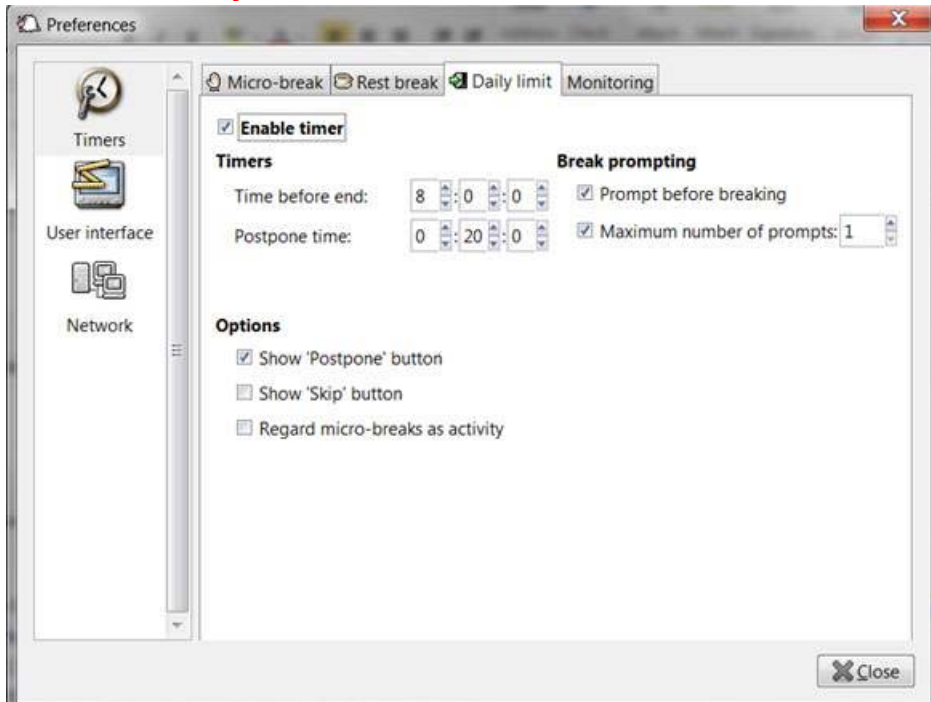 Preferences
Timers
User interface
Network
Micro-break Rest break Daily limit Monitoring
Enable timer
Timers
Time before end: 8 : 0 : 0
Postpone time: 0 : 20 : 0
Break prompting
Prompt before breaking
Maximum number of prompts: 1
Options
Show 'Postpone' button
Show 'Skip' button
Regard micro-breaks as activity
Close